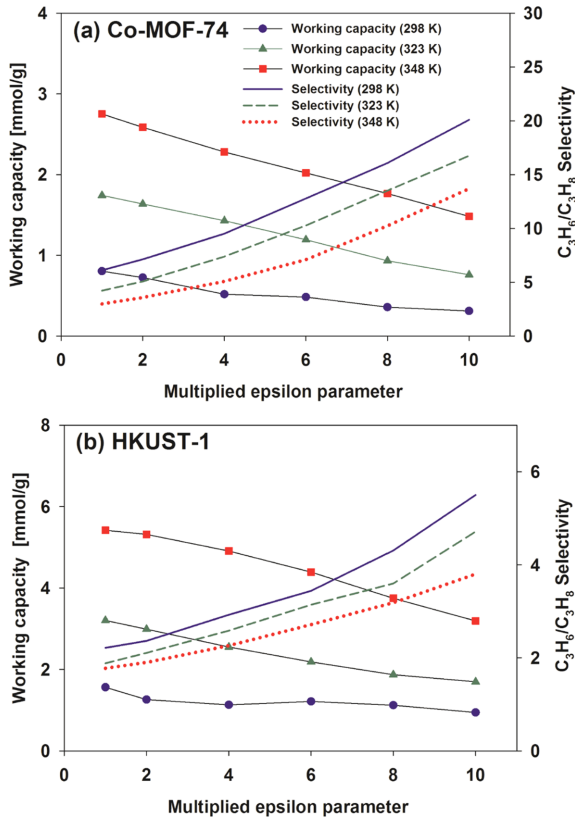 (a) Co-MOF-74
Working capacity (298 K)
Working capacity (323 K)
Working capacity (348 K)
Selectivity (298 K)
Selectivity (323 K)
Selectivity (348 K)
Working capacity [mmol/g]
C₃H₆/C₃H₈ Selectivity
4
3
2
1
0
30
25
20
15
10
5
0
0 2 4 6 8 10
Multiplied epsilon parameter
(b) HKUST-1
Working capacity [mmol/g]
C₃H₆/C₃H₈ Selectivity
8
6
4
2
0
6
4
2
0
0 2 4 6 8 10
Multiplied epsilon parameter